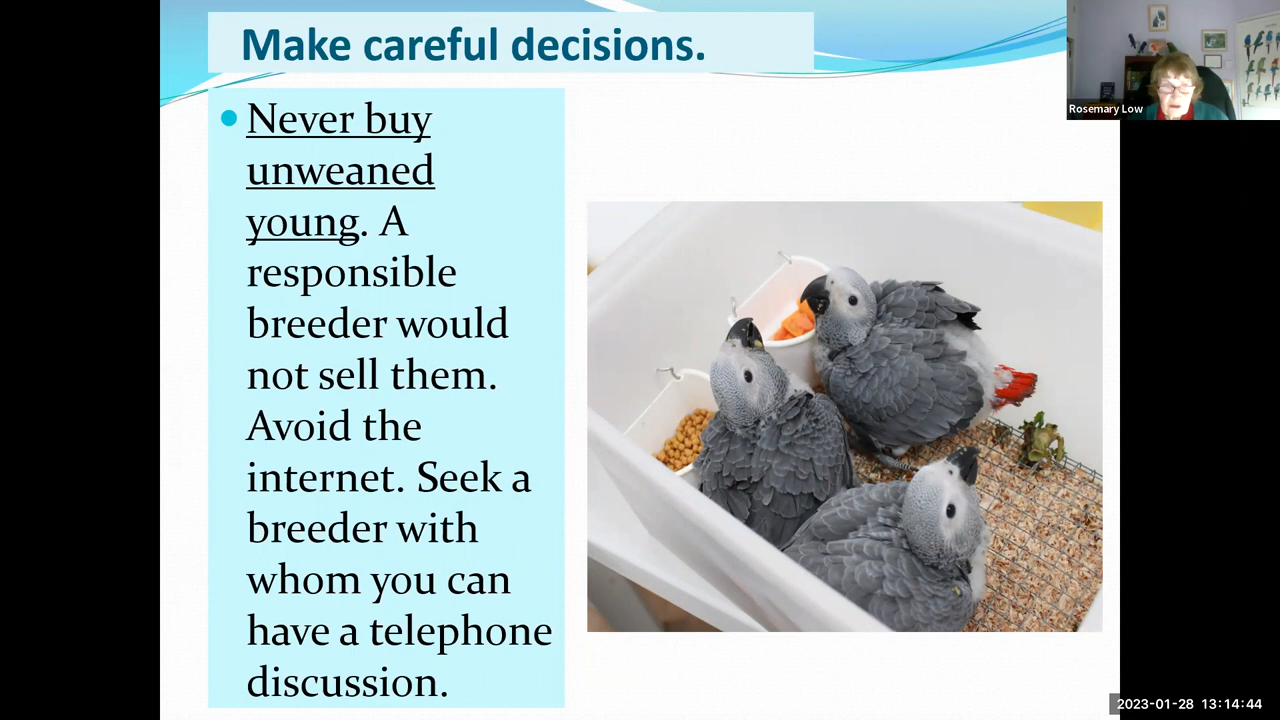 Make careful decisions.
Never buy
unweaned
young. A
responsible
breeder would
not sell them.
Avoid the
internet. Seek a
breeder with
whom you can
have a telephone
discussion.
Rosemary Low
2023-01-28 13:14:44